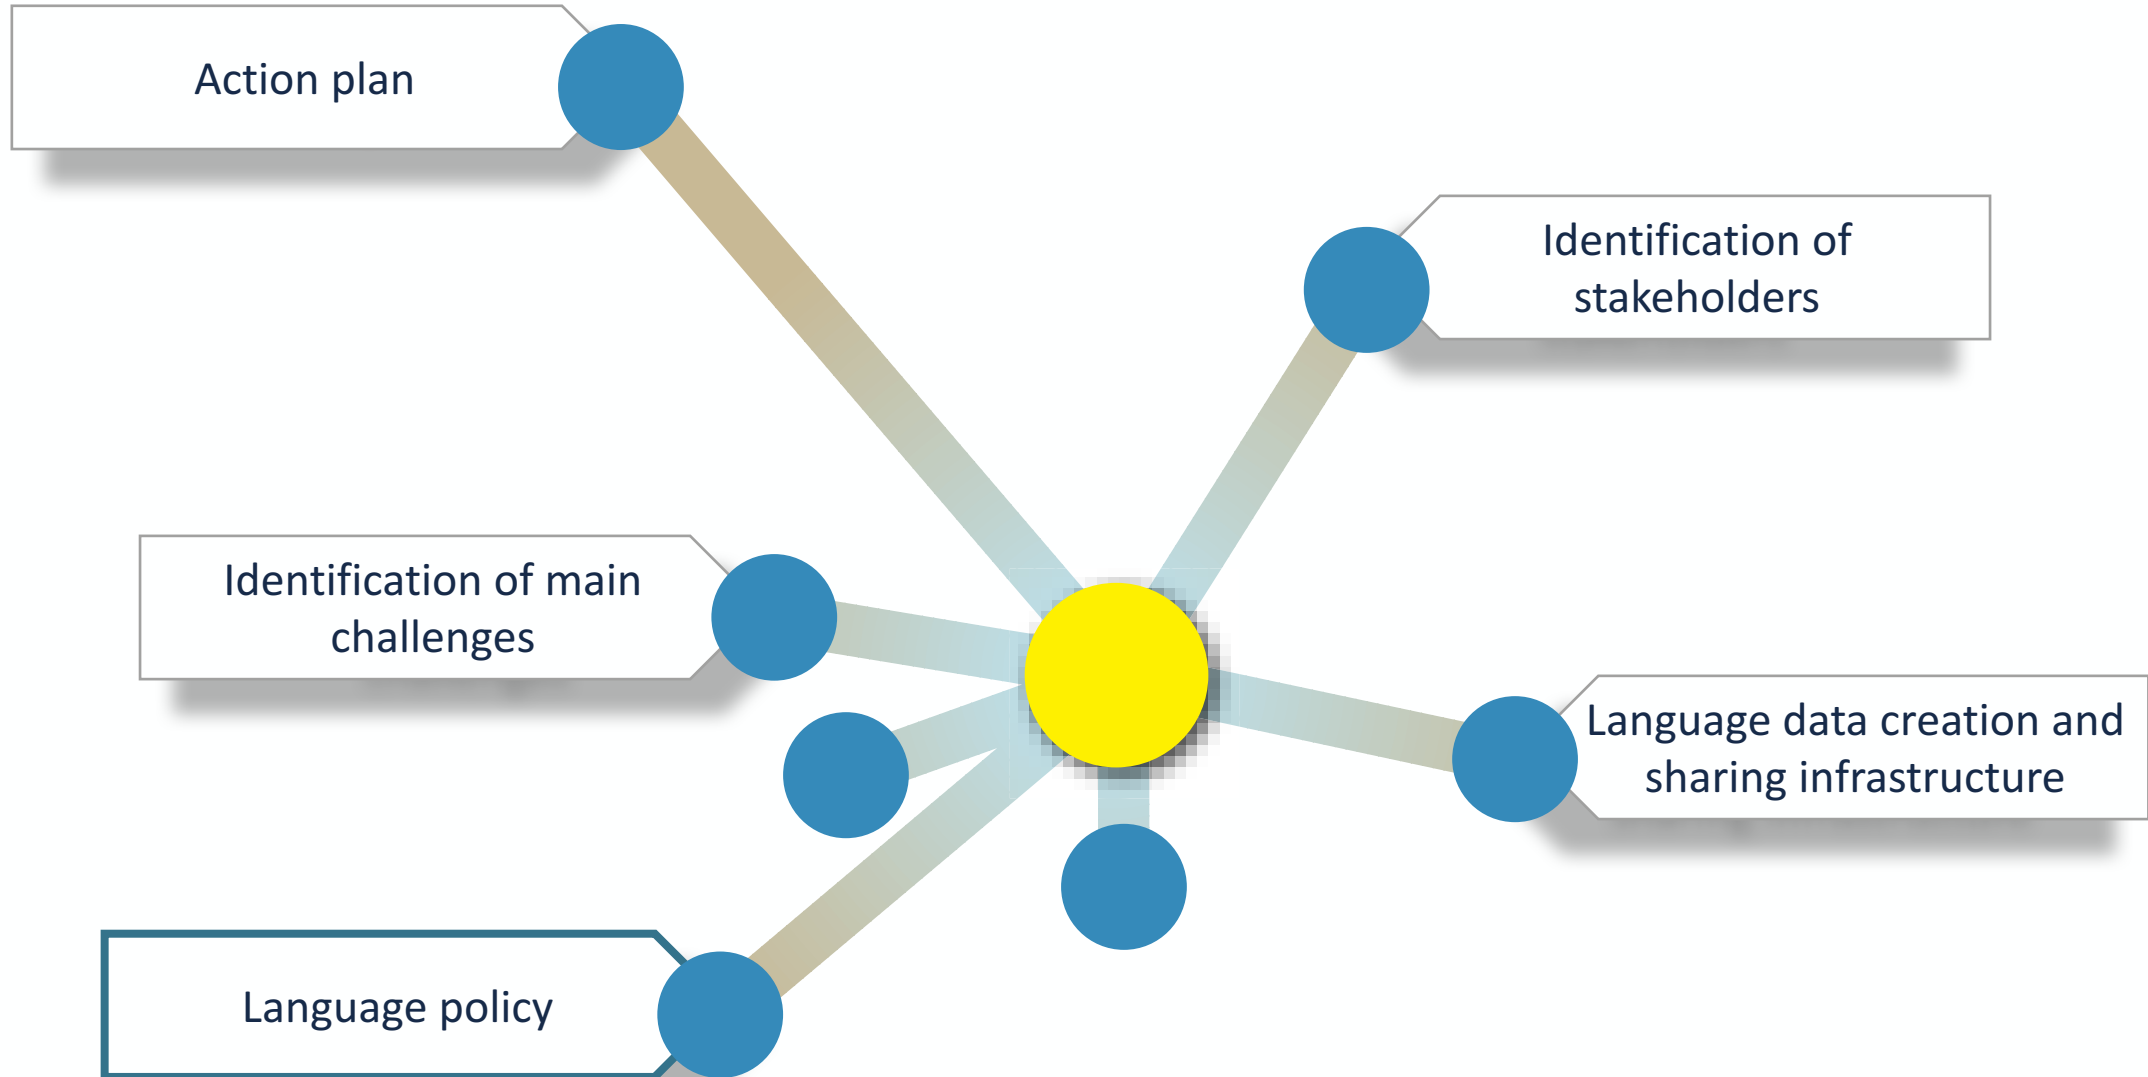 Action plan
Identification of
stakeholders
Identification of main
challenges
Language data creation and
sharing infrastructure
Language policy